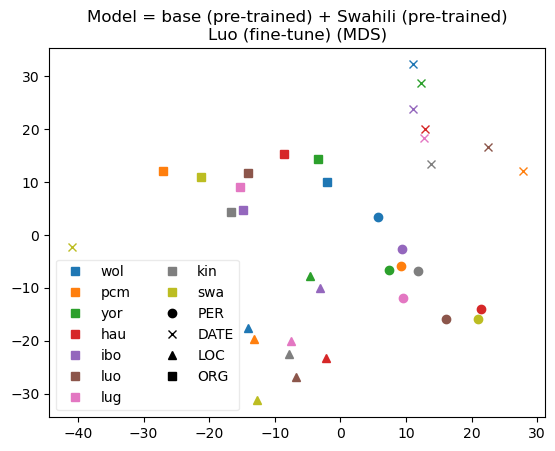 Model = base (pre-trained) + Swahili (pre-trained)
Luo (fine-tune) (MDS)
30
20
10
0
−10
−20
−30
wol kin
pcm swa
yor PER
hau DATE
ibo LOC
luo ORG
lug
−40 −30 −20 −10 0 10 20 30